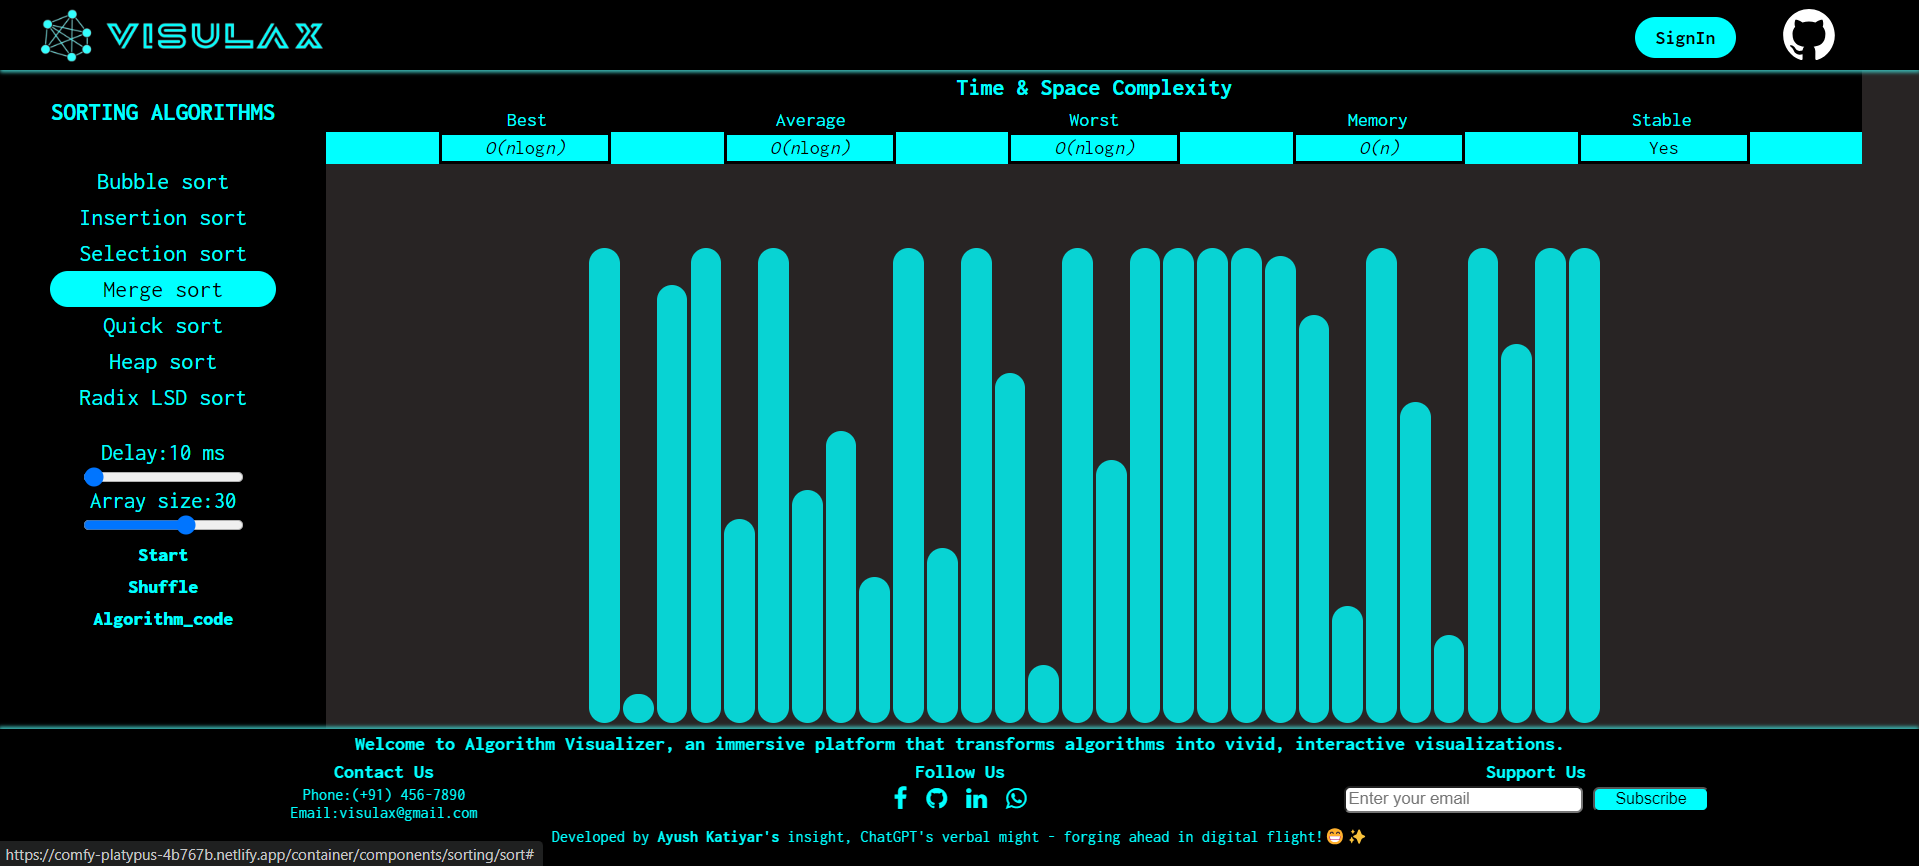 VISULAX
SignIn
SORTING ALGORITHMS
Bubble sort
Insertion sort
Selection sort
Merge sort
Quick sort
Heap sort
Radix LSD sort
Delay:10 ms
Array size:30
Start
Shuffle
Algorithm_code
Time & Space Complexity
Best Average Worst Memory Stable
O(nlogn) O(nlogn) O(nlogn) O(n) Yes
Welcome to Algorithm Visualizer, an immersive platform that transforms algorithms into vivid, interactive visualizations.
Contact Us
Phone:(+91) 456-7890
Email:visulax@gmail.com
Follow Us
Support Us
Enter your email Subscribe
Developed by Ayush Katiyar's insight, ChatGPT's verbal might - forging ahead in digital flight!😁✨
https://comfy-platypus-4b767b.netlify.app/container/components/sorting/sort#